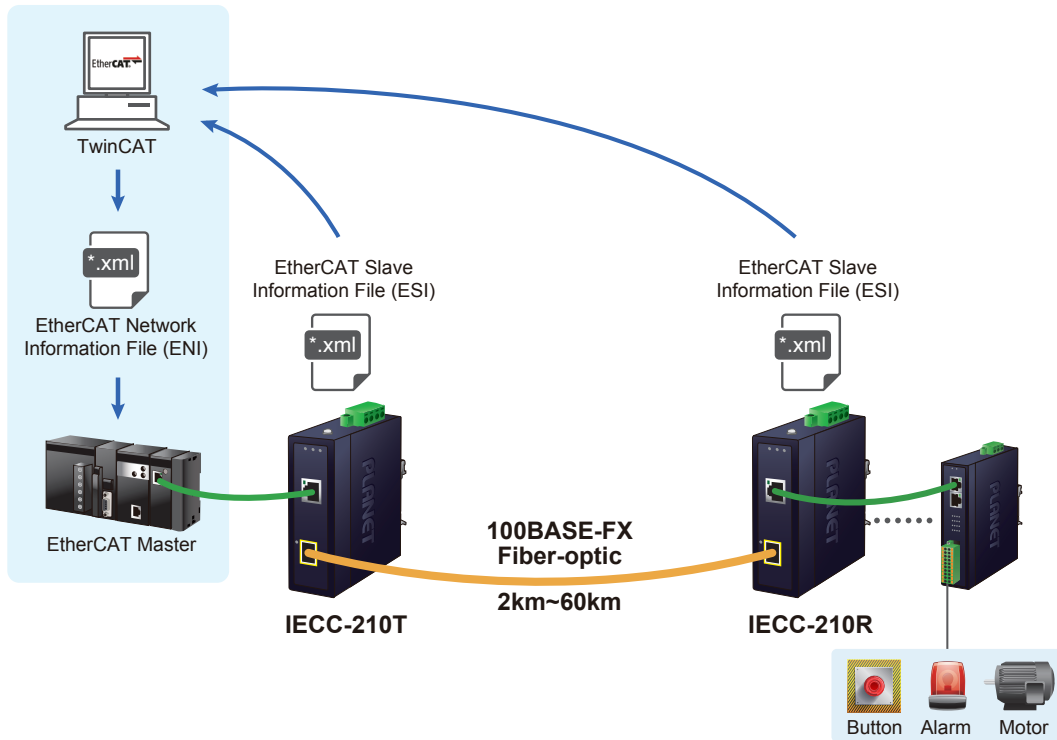 EtherCAT
TwinCAT
*.xml
EtherCAT Network
Information File (ENI)
EtherCAT Master
EtherCAT Slave
Information File (ESI)
*.xml
PLANET
IECC-210T
100BASE-FX
Fiber-optic
2km~60km
EtherCAT Slave
Information File (ESI)
*.xml
PLANET
IECC-210R
PLANET
Button
Alarm
Motor